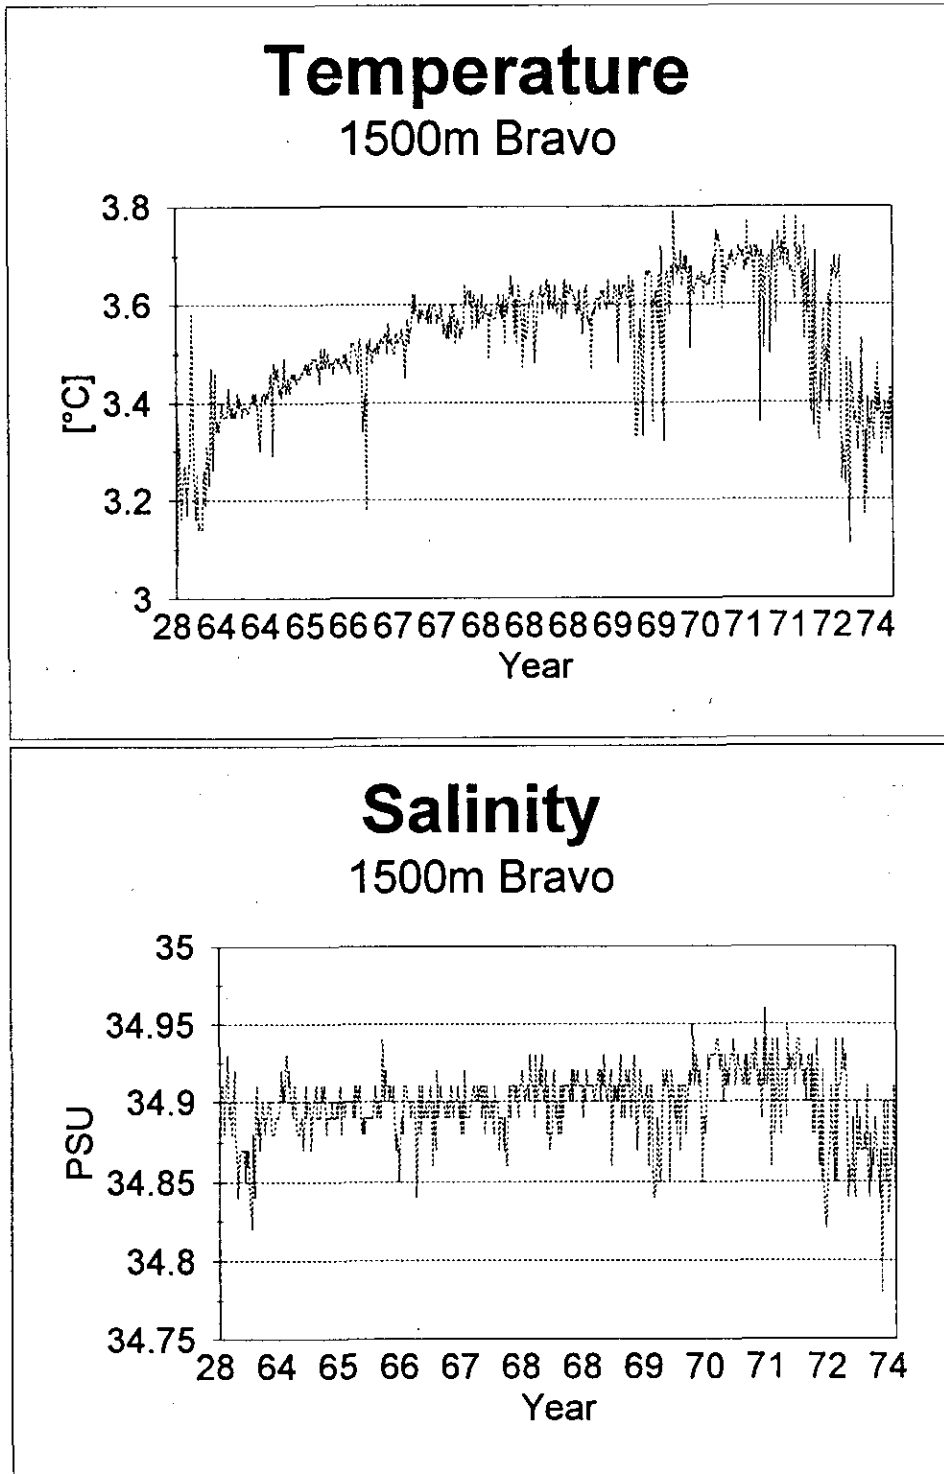 Temperature
1500m Bravo
3.8
3.6
3.4
3.2
3
[°C]
28 64 64 65 66 67 67 68 68 68 69 69 70 71 71 72 74
Year
Salinity
1500m Bravo
35
34.95
34.9
34.85
34.8
34.75
PSU
28 64 65 66 67 68 68 69 70 71 72 74
Year